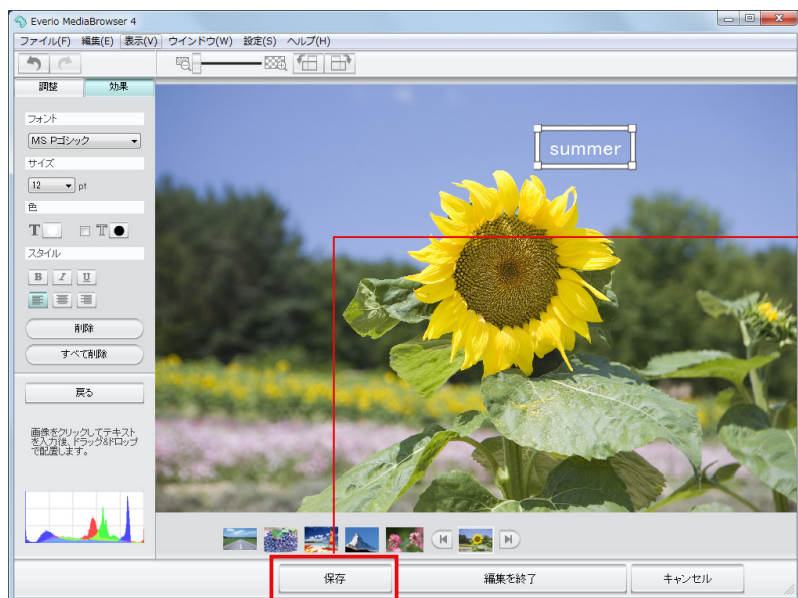 Everio MediaBrowser 4
ファイル(F) 編集(E) 表示(V) ウインドウ(W) 設定(S) ヘルプ(H)
調整 効果
フォント
MS Pゴシック
サイズ
12 pt
色
T T
スタイル
B I U
削除
すべて削除
戻る
画像をクリックしてテキスト
を入力後、ドラッグ&ドロップ
で配置します。
summer
保存 編集を終了 キャンセル